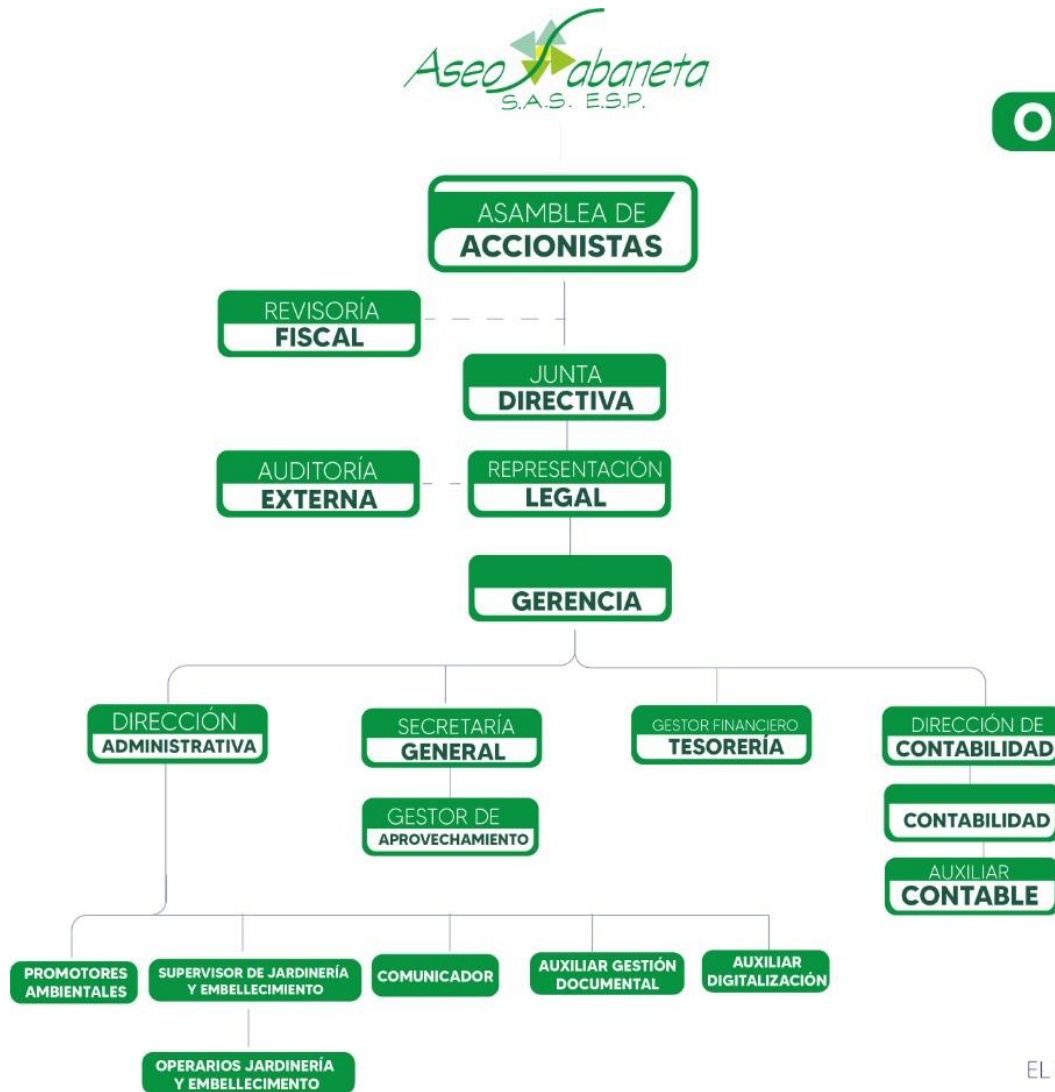 Aseo Sabaneta
S.A.S. E.S.P.
O
ASAMBLEA DE
ACCIONISTAS
REVISORÍA
FISCAL
JUNTA
DIRECTIVA
AUDITORÍA
EXTERNA
REPRESENTACIÓN
LEGAL
GERENCIA
DIRECCIÓN
ADMINISTRATIVA
SECRETARÍA
GENERAL
GESTOR FINANCIERO
TESORERÍA
DIRECCIÓN DE
CONTABILIDAD
GESTOR DE
APROVECHAMIENTO
CONTABILIDAD
AUXILIAR
CONTABLE
PROMOTORES
AMBIENTALES
SUPERVISOR DE JARDINERÍA
Y EMBELLECIMIENTO
COMUNICADOR
AUXILIAR GESTIÓN
DOCUMENTAL
AUXILIAR
DIGITALIZACIÓN
OPERARIOS JARDINERÍA
Y EMBELLECIMENTO
EL